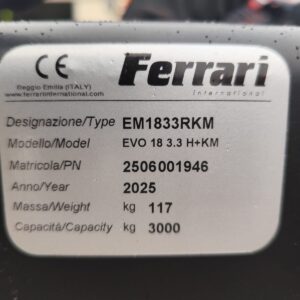 CE Ferrari
International
Reggio Emilia (ITALY)
www.ferrariinternational.com
Designazione/Type EM1833RKM
Modello/Model EVO 18 3.3 H+KM
Matricola/PN 2506001946
Anno/Year 2025
Massa/Weight kg 117
Capacità/Capacity kg 3000